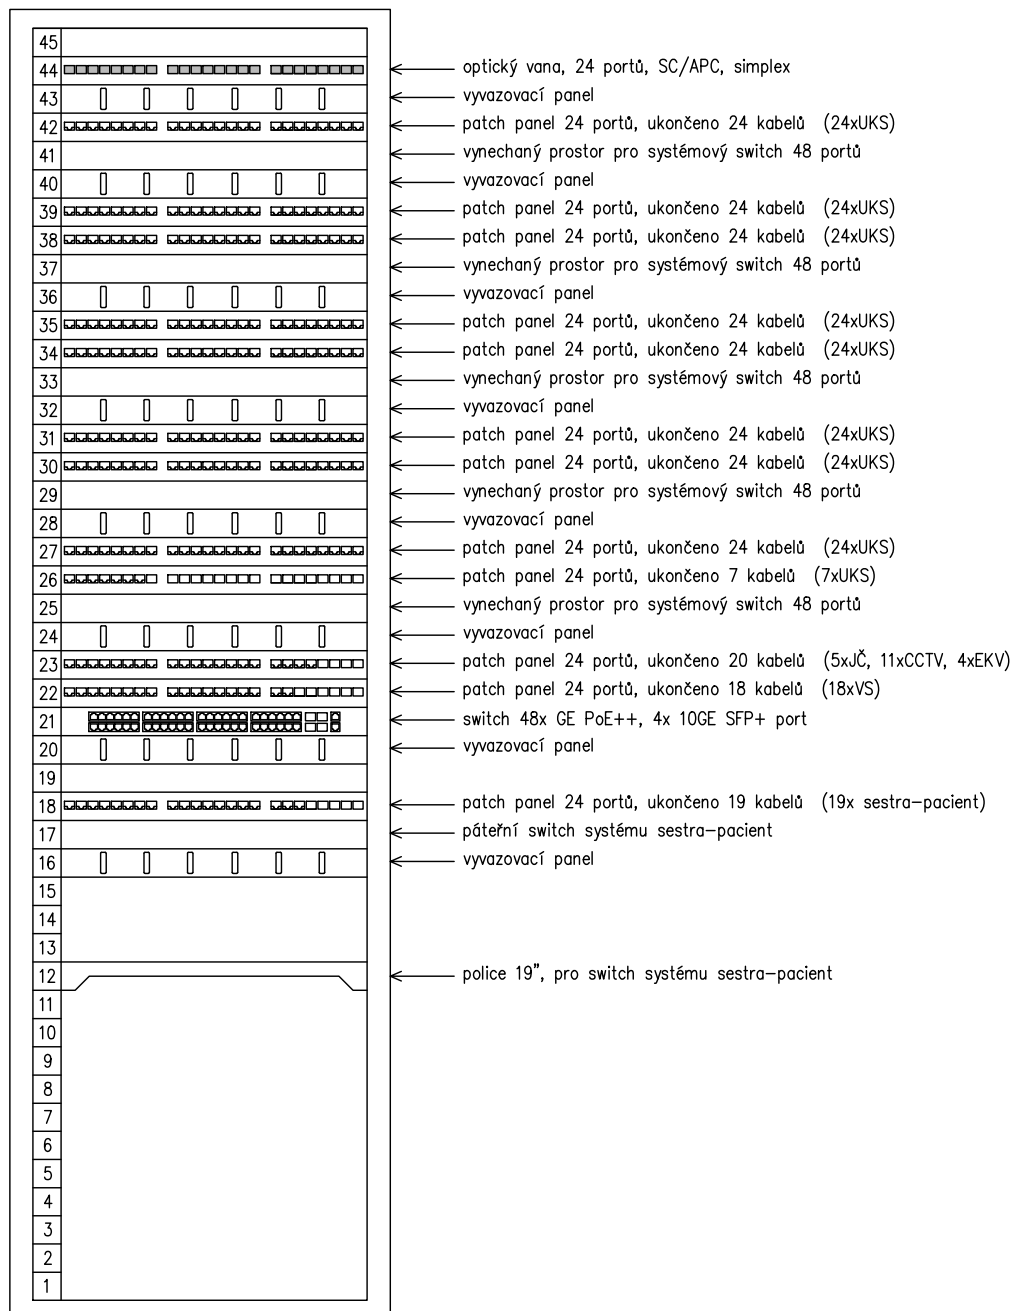 45
44 optický vana, 24 portů, SC/APC, simplex
43 vyvazovací panel
42 patch panel 24 portů, ukončeno 24 kabelů (24xUKS)
41 vynechaný prostor pro systémový switch 48 portů
40 vyvazovací panel
39 patch panel 24 portů, ukončeno 24 kabelů (24xUKS)
38 patch panel 24 portů, ukončeno 24 kabelů (24xUKS)
37 vynechaný prostor pro systémový switch 48 portů
36 vyvazovací panel
35 patch panel 24 portů, ukončeno 24 kabelů (24xUKS)
34 patch panel 24 portů, ukončeno 24 kabelů (24xUKS)
33 vynechaný prostor pro systémový switch 48 portů
32 vyvazovací panel
31 patch panel 24 portů, ukončeno 24 kabelů (24xUKS)
30 patch panel 24 portů, ukončeno 24 kabelů (24xUKS)
29 vynechaný prostor pro systémový switch 48 portů
28 vyvazovací panel
27 patch panel 24 portů, ukončeno 24 kabelů (24xUKS)
26 patch panel 24 portů, ukončeno 7 kabelů (7xUKS)
25 vynechaný prostor pro systémový switch 48 portů
24 vyvazovací panel
23 patch panel 24 portů, ukončeno 20 kabelů (5xJČ, 11xCCTV, 4xEKV)
22 patch panel 24 portů, ukončeno 18 kabelů (18xVS)
21 switch 48x GE PoE++, 4x 10GE SFP+ port
20 vyvazovací panel
19
18 patch panel 24 portů, ukončeno 19 kabelů (19x sestra-pacient)
17 páteřní switch systému sestra-pacient
16 vyvazovací panel
15
14
13
12 police 19", pro switch systému sestra-pacient
11
10
9
8
7
6
5
4
3
2
1